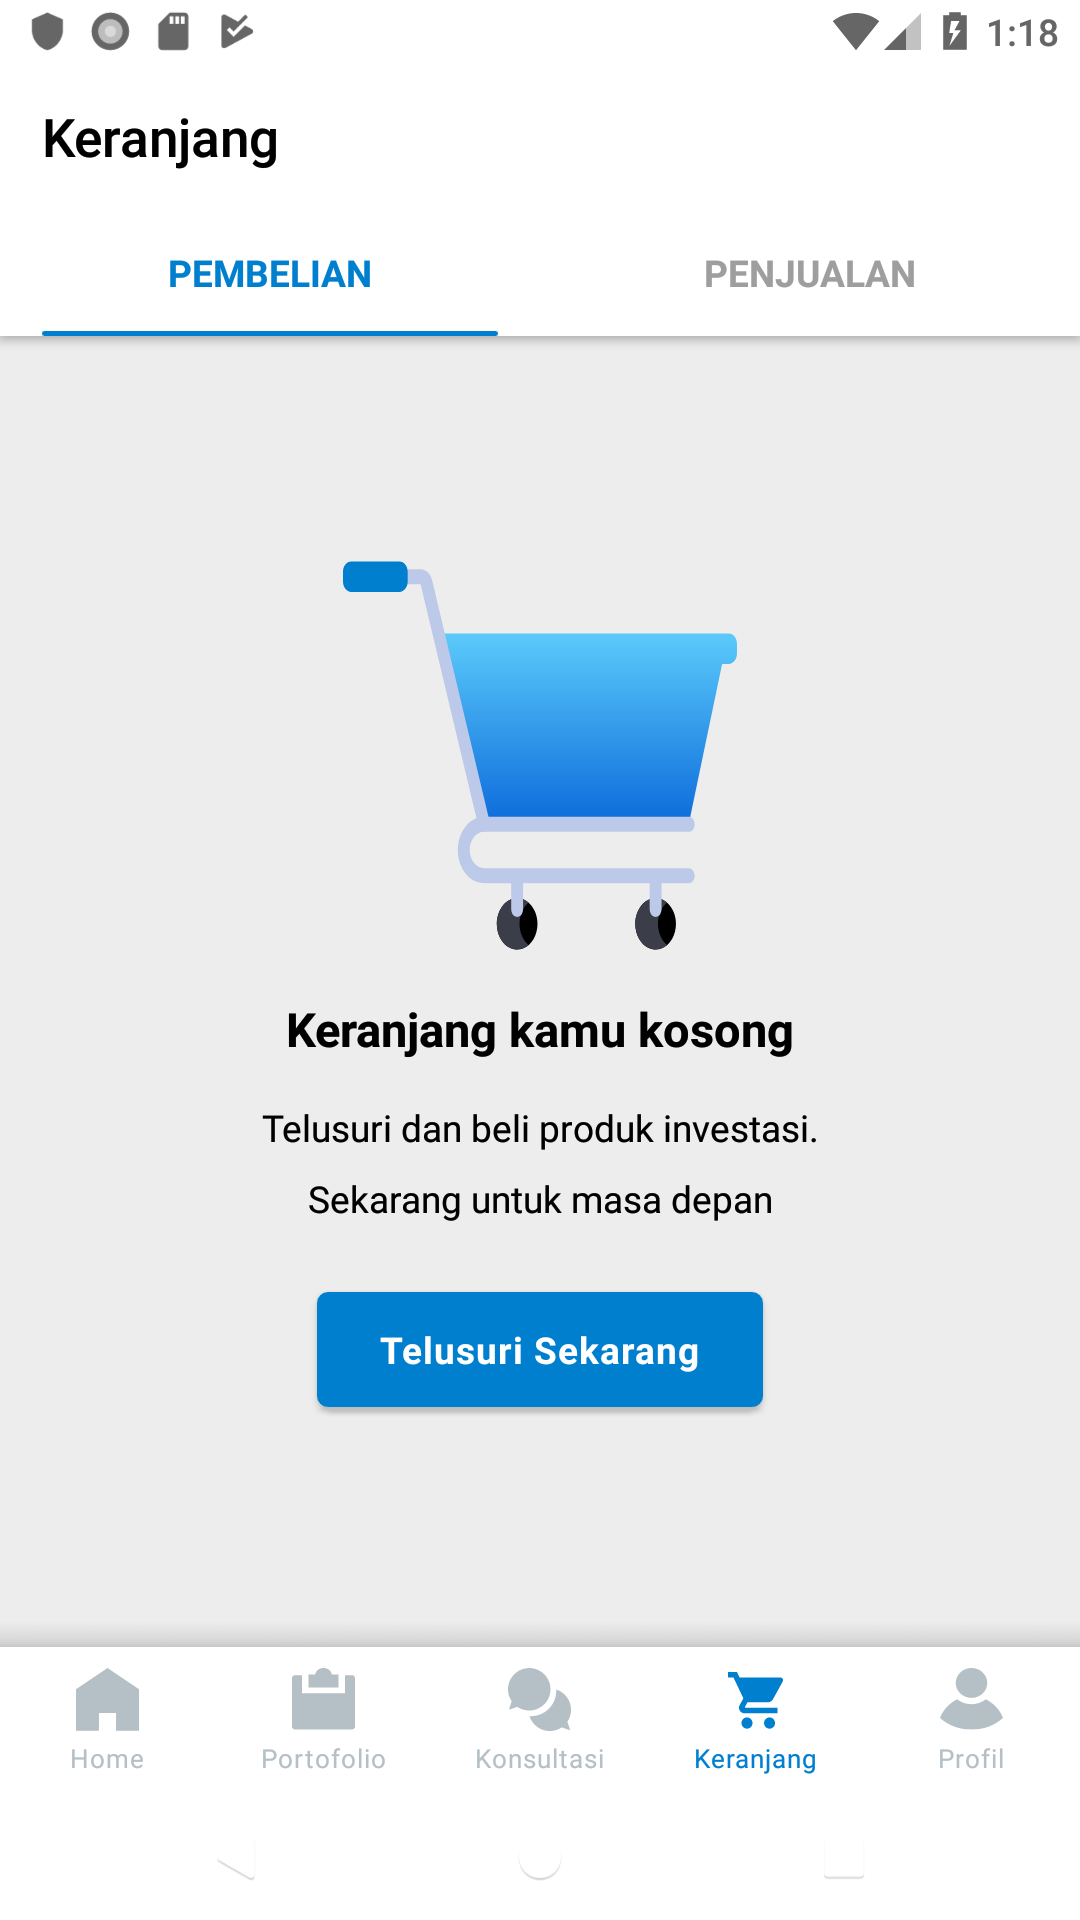 1:18
Keranjang
PEMBELIAN
PENJUALAN
Keranjang kamu kosong
Telusuri dan beli produk investasi.
Sekarang untuk masa depan
Telusuri Sekarang
Home
Portofolio
Konsultasi
Keranjang
Profil